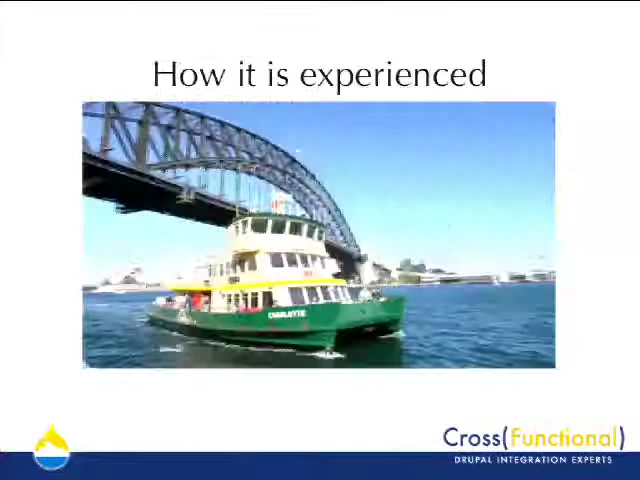 How it is experienced
CHARLOTTE
Cross(Functional)
DRUPAL INTEGRATION EXPERTS